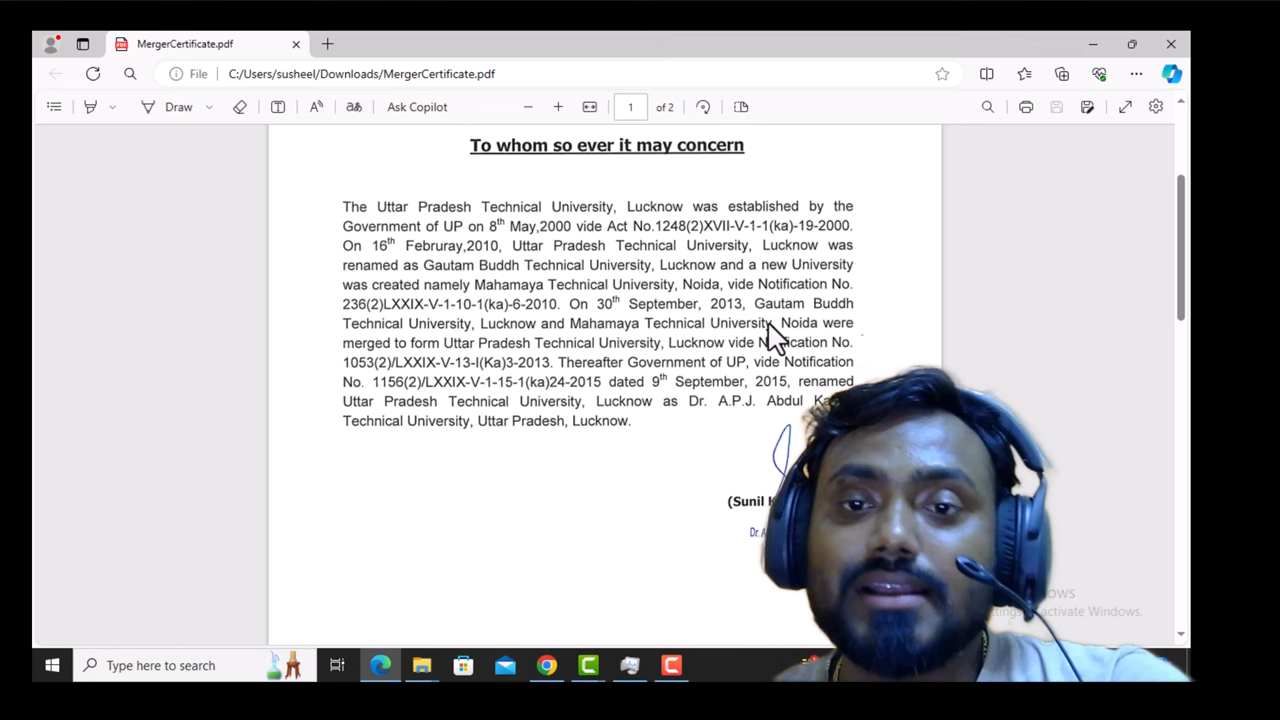 MergerCertificate.pdf
File
C:/Users/susheel/Downloads/MergerCertificate.pdf
Draw
Ask Copilot
1 of 2
To whom so ever it may concern
The Uttar Pradesh Technical University, Lucknow was established by the
Government of UP on 8th May,2000 vide Act No.1248(2)XVII-V-1-1(ka)-19-2000.
On 16th Februray,2010, Uttar Pradesh Technical University, Lucknow was
renamed as Gautam Buddh Technical University, Lucknow and a new University
was created namely Mahamaya Technical University, Noida, vide Notification No.
236(2)LXXIX-V-1-10-1(ka)-6-2010. On 30th September, 2013, Gautam Buddh
Technical University, Lucknow and Mahamaya Technical University, Noida were
merged to form Uttar Pradesh Technical University, Lucknow vide Notification No.
1053(2)/LXXIX-V-13-I(Ka)3-2013. Thereafter Government of UP, vide Notification
No. 1156(2)/LXXIX-V-1-15-1(ka)24-2015 dated 9th September, 2015, renamed
Uttar Pradesh Technical University, Lucknow as Dr. A.P.J. Abdul
Technical University, Uttar Pradesh, Lucknow.
(Sunil
Dr.
activate Windows.
Type here to search